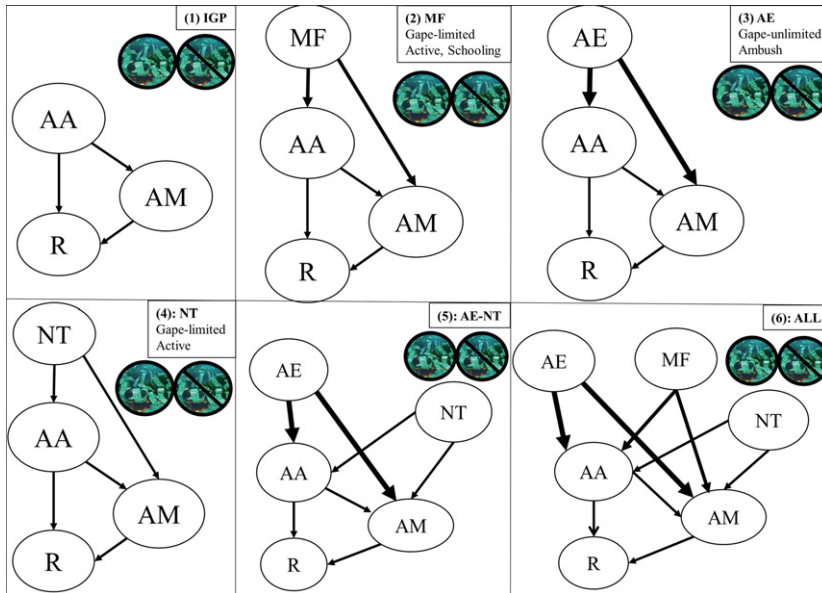 (1) IGP
AA
AM
R
(2) MF
Gape-limited
Active, Schooling
MF
AA
AM
R
(3) AE
Gape-unlimited
Ambush
AE
AA
AM
R
(4): NT
Gape-limited
Active
NT
AA
AM
R
(5): AE-NT
AE
NT
AA
AM
R
(6): ALL
AE
MF
NT
AA
AM
R